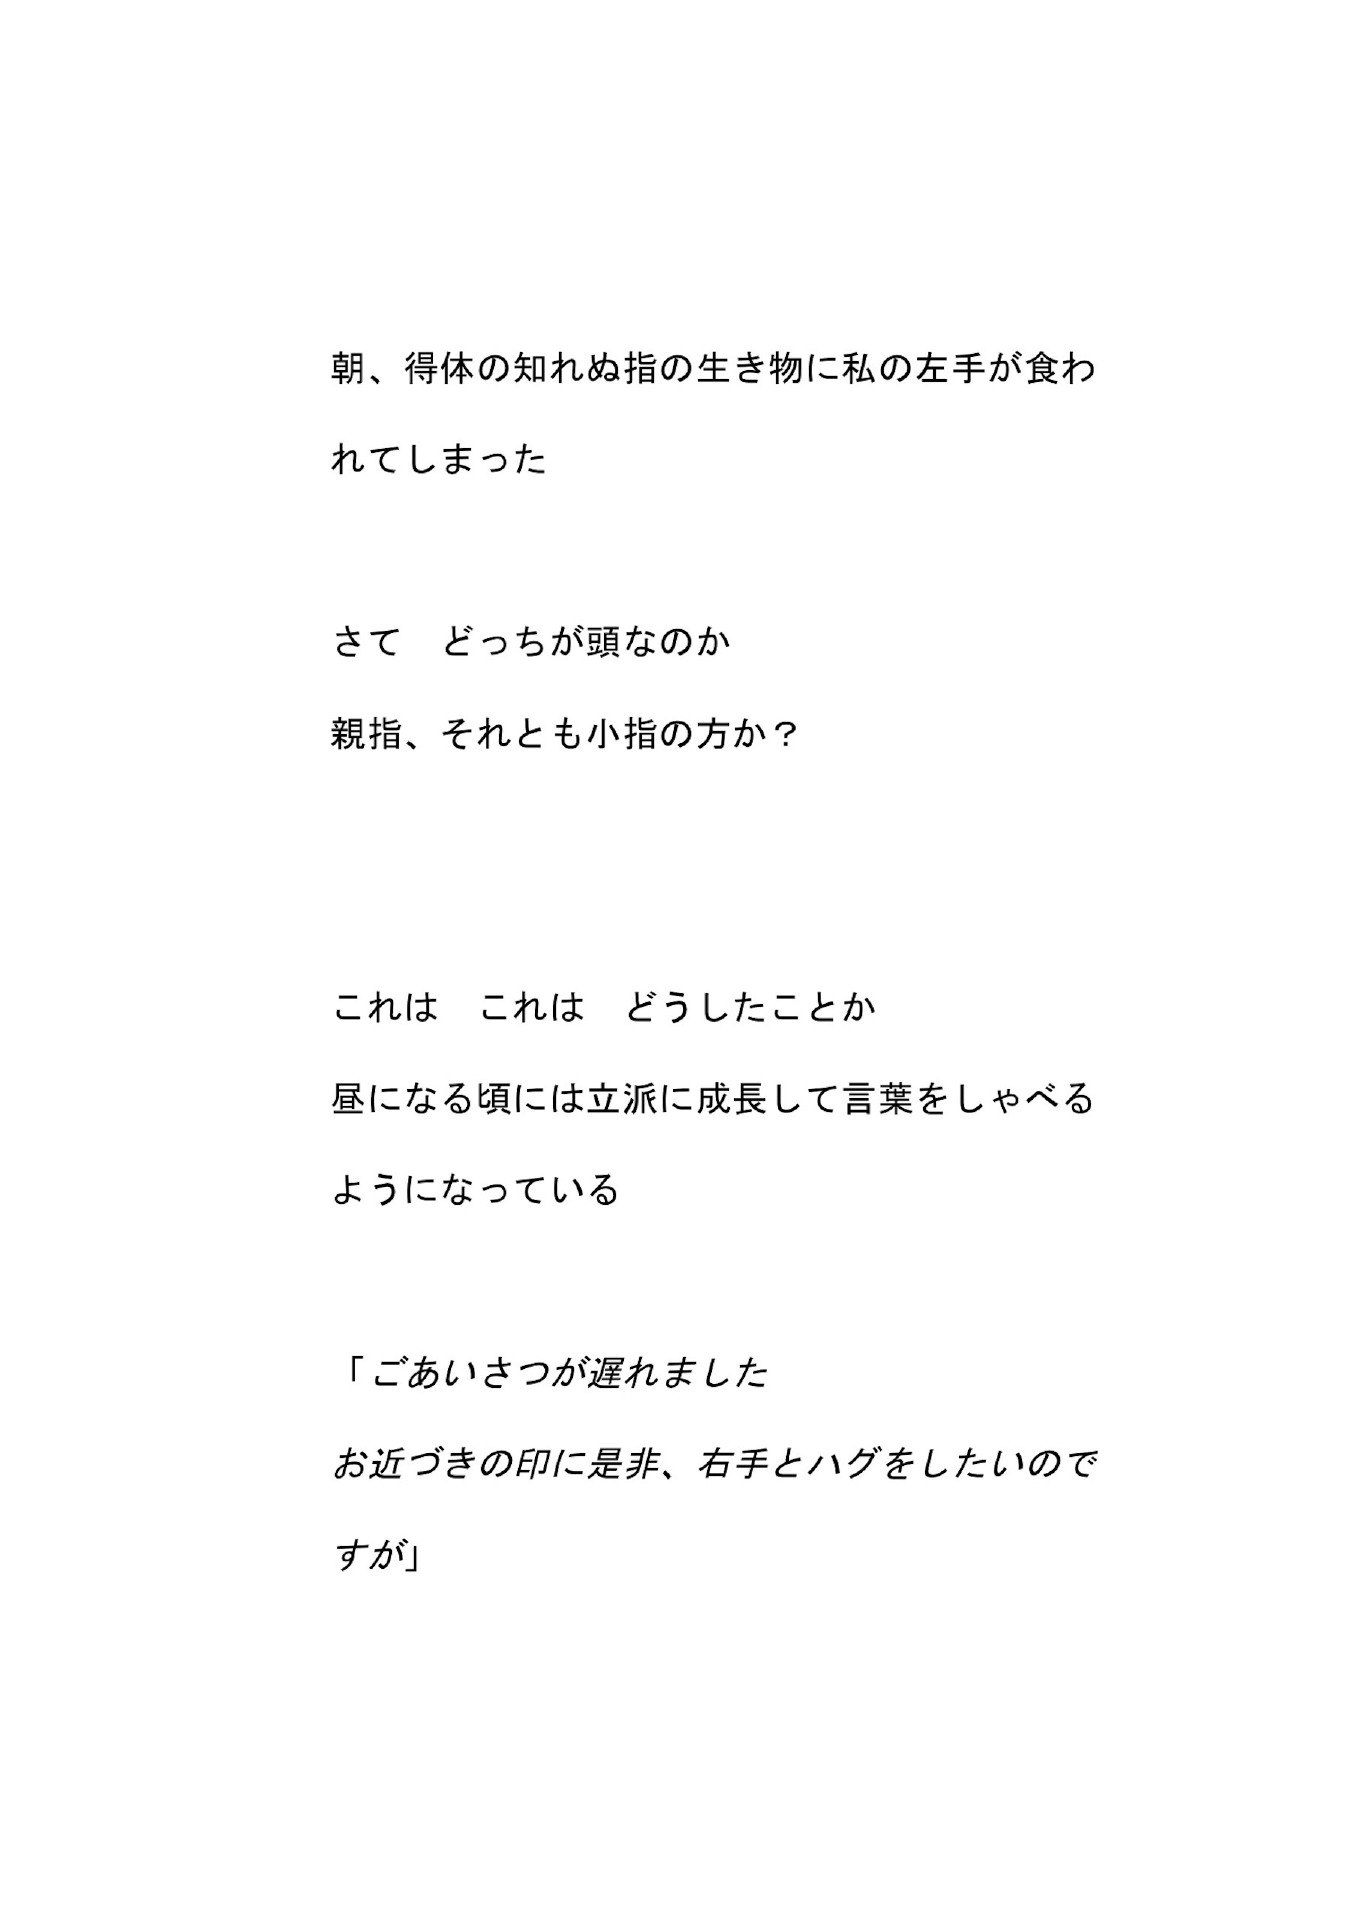 朝、得体の知れぬ指の生き物に私の左手が食わ
れてしまった
さて　どっちが頭なのか
親指、それとも小指の方か？
これは　これは　どうしたことか
昼になる頃には立派に成長して言葉をしゃべる
ようになっている
「ごあいさつが遅れました
お近づきの印に是非、右手とハグをしたいので
すが」